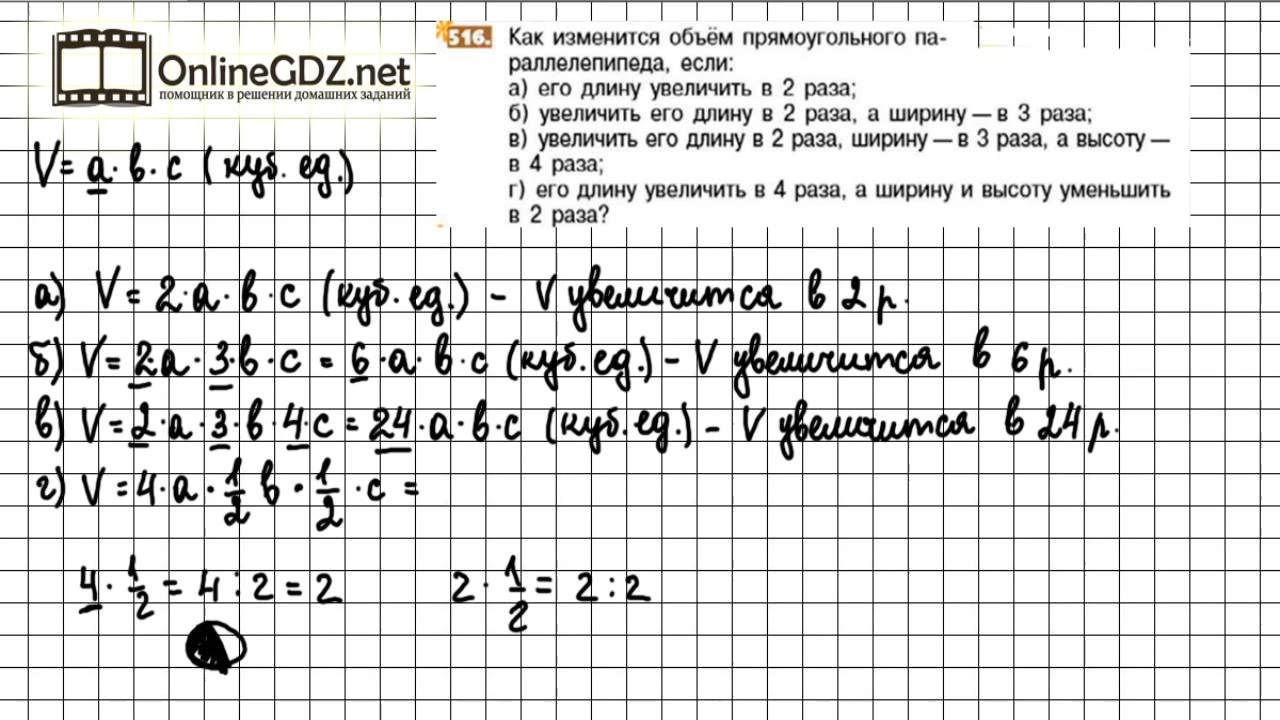 OnlineGDZ.net
помощник в решении домашних заданий
516. Как изменится объём прямоугольного па-
раллелепипеда, если:
а) его длину увеличить в 2 раза;
б) увеличить его длину в 2 раза, а ширину — в 3 раза;
в) увеличить его длину в 2 раза, ширину — в 3 раза, а высоту —
в 4 раза;
г) его длину увеличить в 4 раза, а ширину и высоту уменьшить
в 2 раза?
V = a · в · c (куб. ед.)
а) V = 2 · a · в · c (куб. ед.) - V увеличится в 2 р.
б) V = 2 · a · 3 · в · c = 6 · a · в · c (куб. ед.) - V увеличится в 6 р.
в) V = 2 · a · 3 · в · 4 · c = 24 · a · в · c (куб. ед.) - V увеличится в 24 р.
г) V = 4 · a · 1/2 в · 1/2 · c =
4 · 1/2 = 4 : 2 = 2 2 · 1/2 = 2 : 2